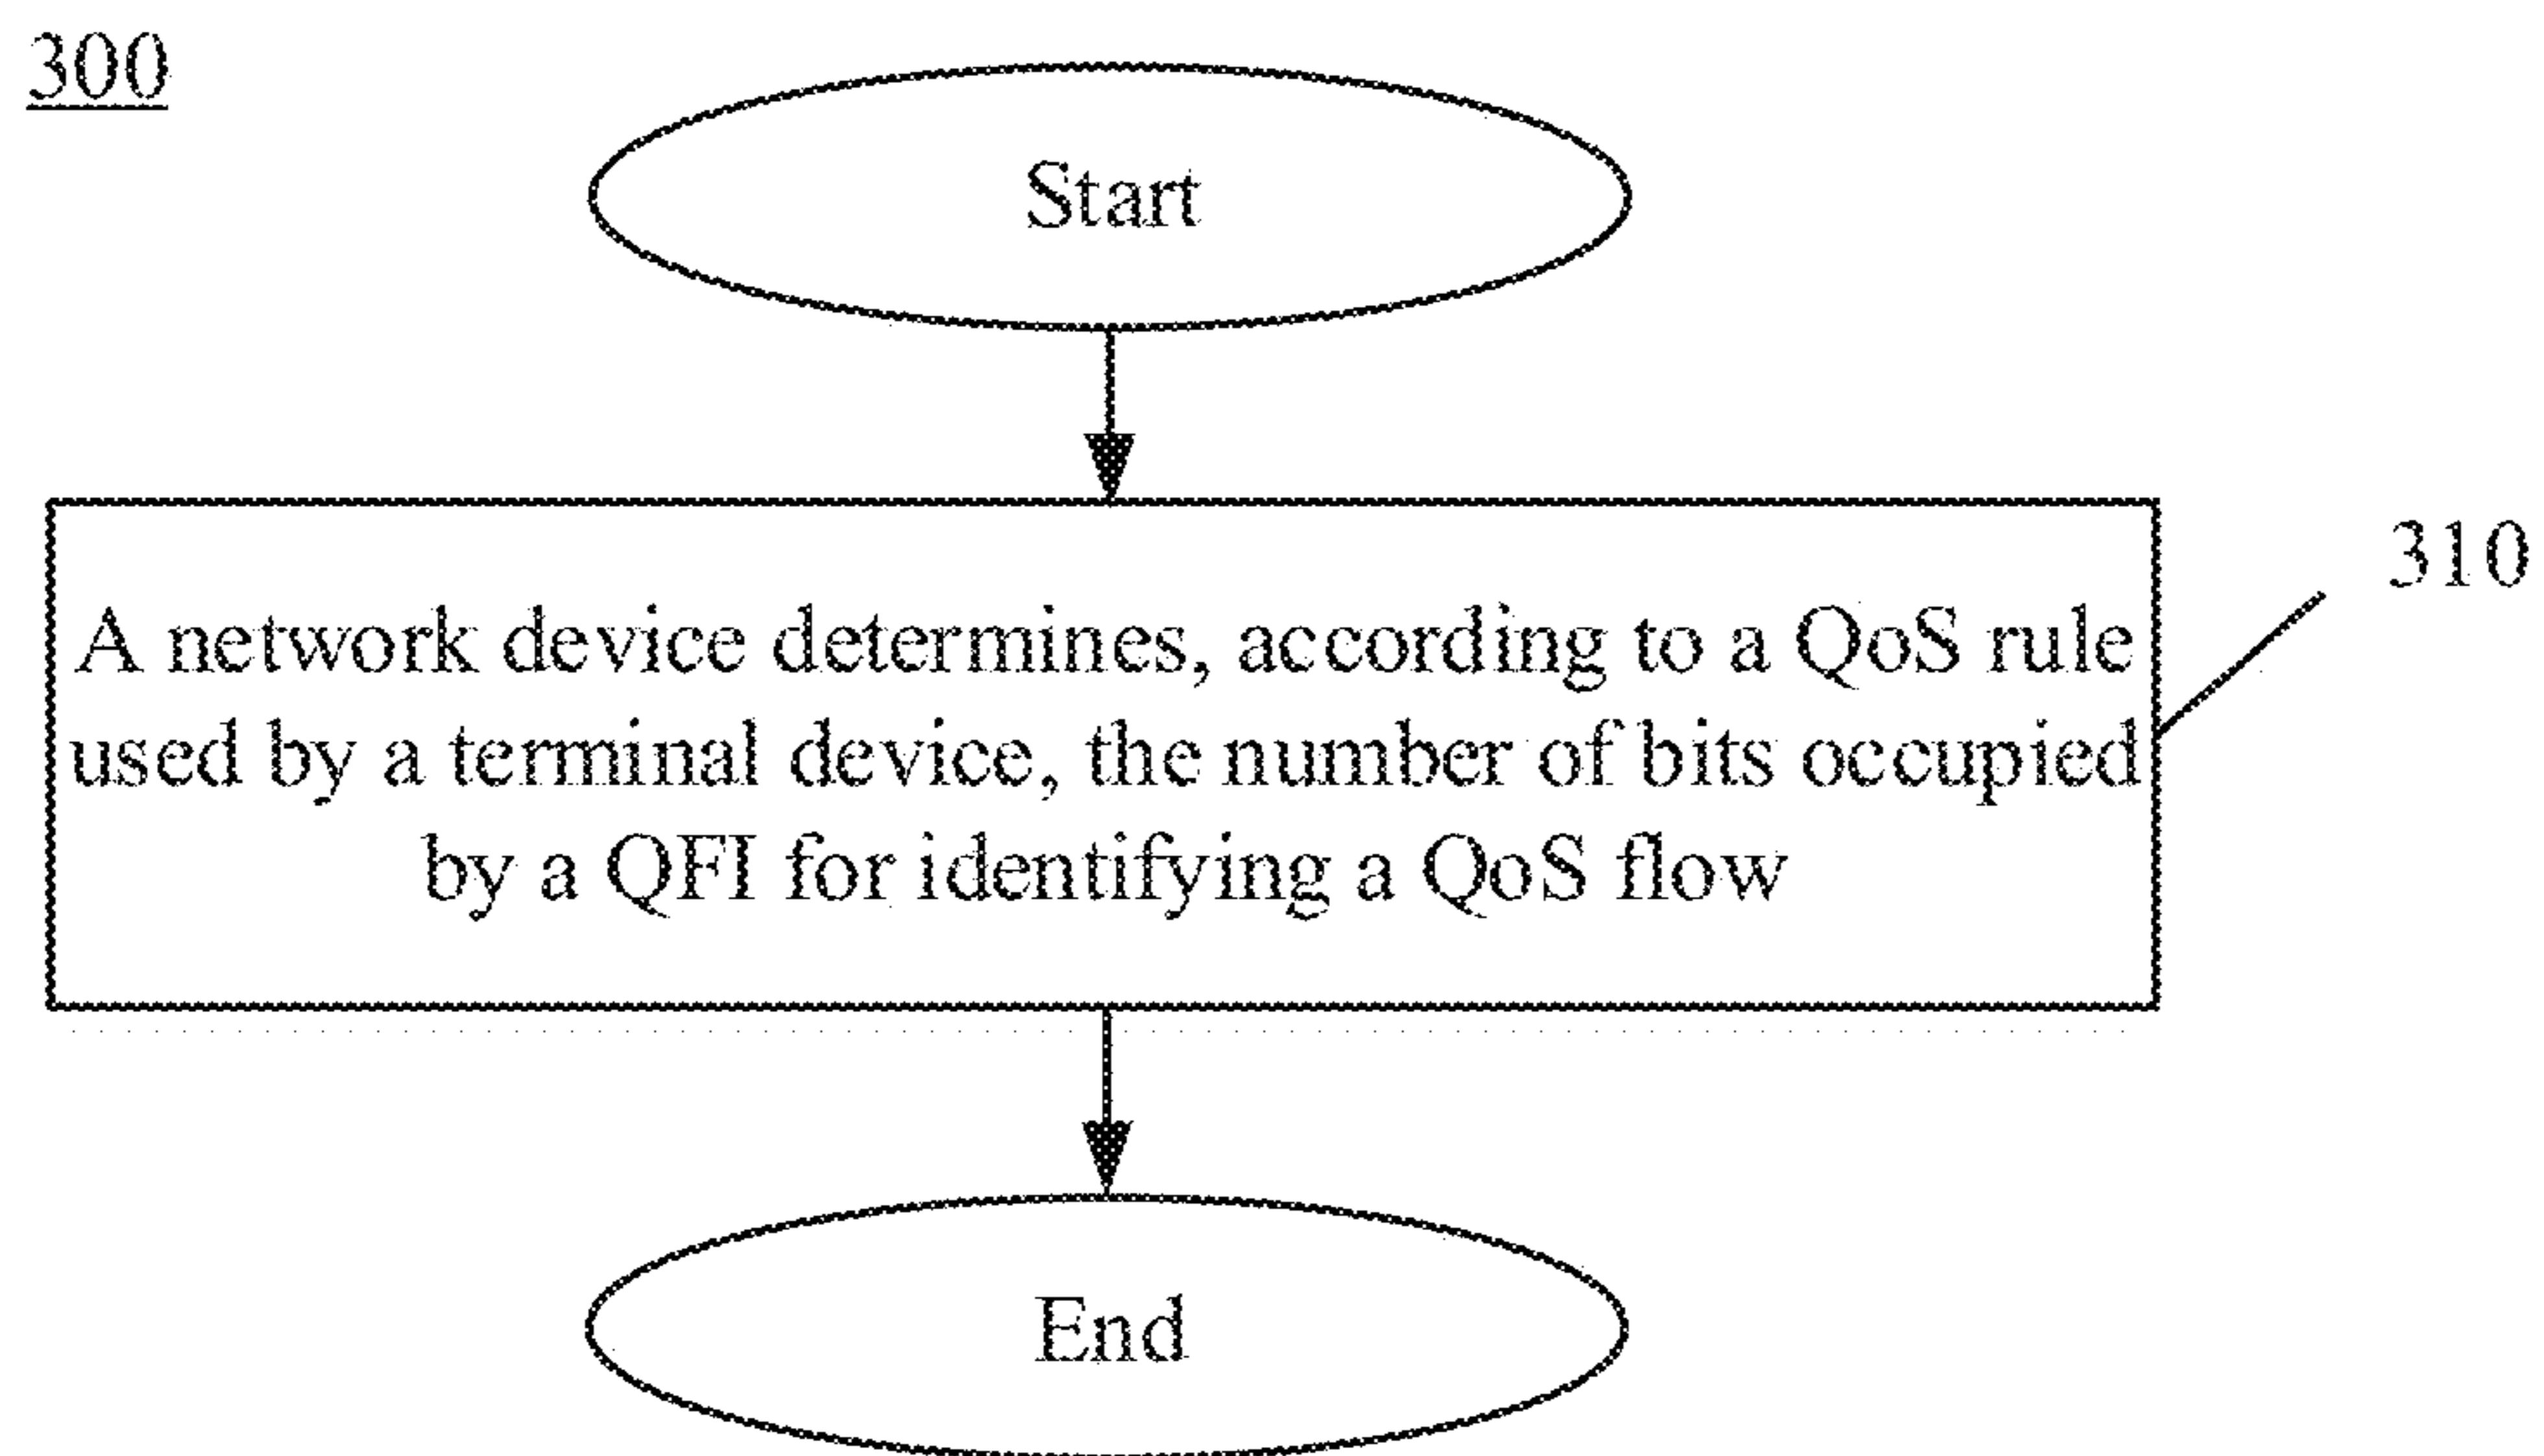 300
Start
A network device determines, according to a QoS rule
used by a terminal device, the number of bits occupied
by a QFI for identifying a QoS flow
310
End